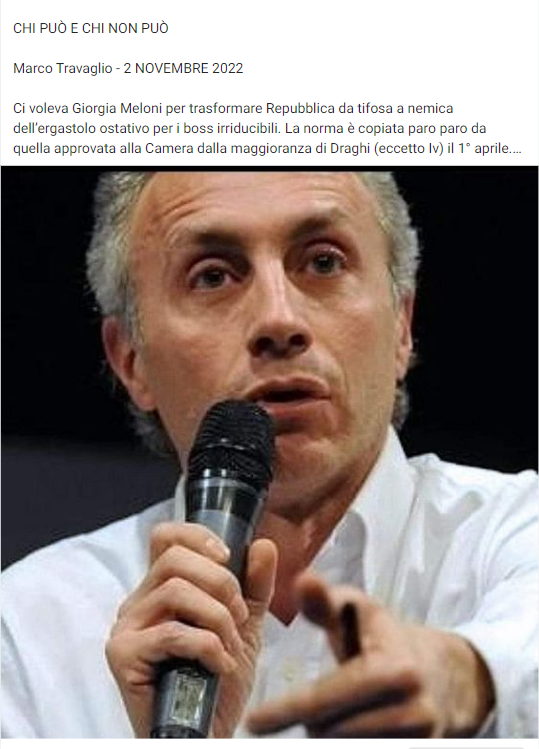 CHI PUÒ E CHI NON PUÒ
Marco Travaglio - 2 NOVEMBRE 2022
Ci voleva Giorgia Meloni per trasformare Repubblica da tifosa a nemica
dell'ergastolo ostativo per i boss irriducibili. La norma è copiata paro paro da
quella approvata alla Camera dalla maggioranza di Draghi (eccetto Iv) il 1° aprile....